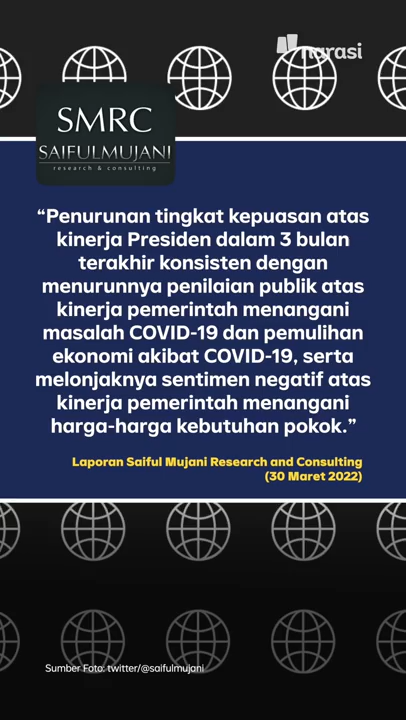 narasi
SMRC
SAIFULMUJANI
research & consulting
“Penurunan tingkat kepuasan atas
kinerja Presiden dalam 3 bulan
terakhir konsisten dengan
menurunnya penilaian publik atas
kinerja pemerintah menangani
masalah COVID-19 dan pemulihan
ekonomi akibat COVID-19, serta
melonjaknya sentimen negatif atas
kinerja pemerintah menangani
harga-harga kebutuhan pokok.”
Laporan Saiful Mujani Research and Consulting
(30 Maret 2022)
Sumber Foto: twitter/@saifulmujani